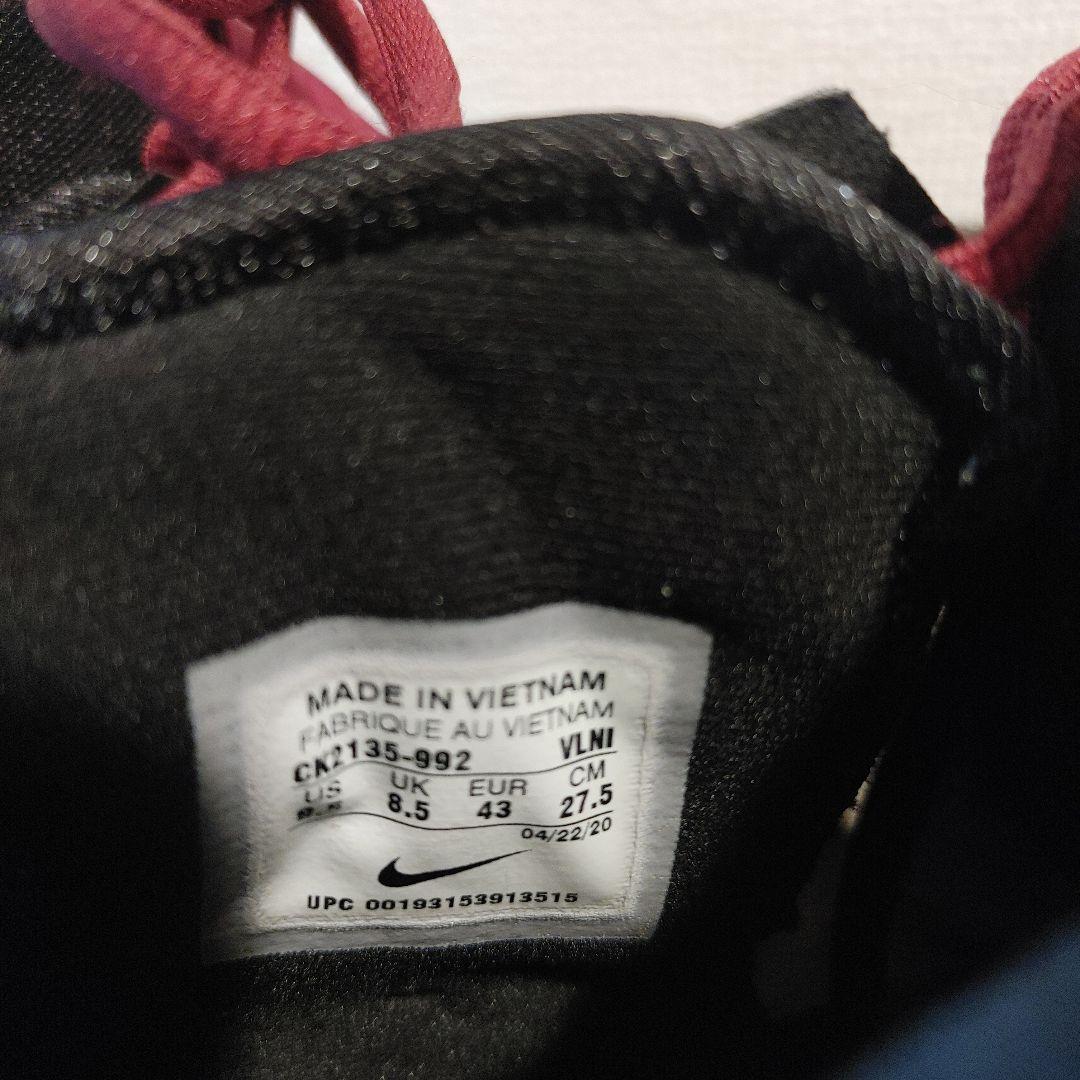 MADE IN VIETNAM
FABRIQUE AU VIETNAM
CK2135-992 VLNI
US UK EUR CM
8.5 43 27.5
04/22/20
UPC 00193153913515